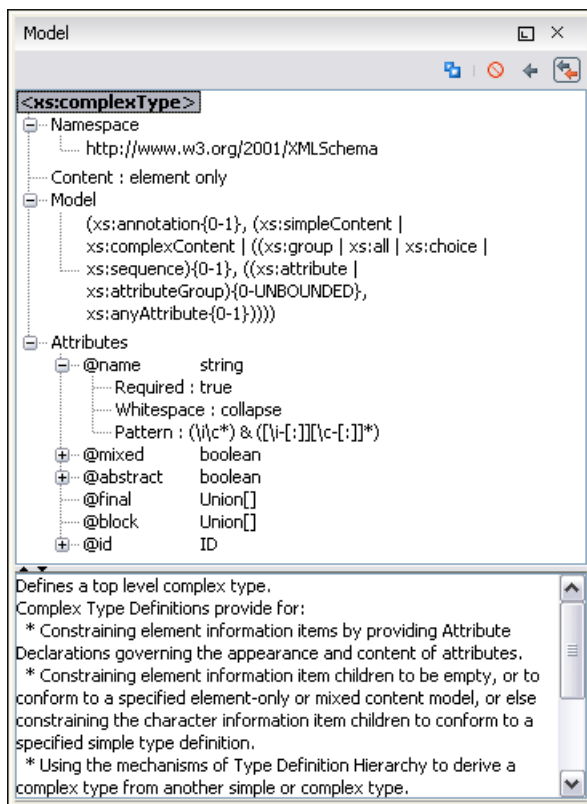 Model
<xs:complexType>
Namespace
http://www.w3.org/2001/XMLSchema
Content : element only
Model
(xs:annotation{0-1}, (xs:simpleContent |
xs:complexContent | ((xs:group | xs:all | xs:choice |
xs:sequence){0-1}, ((xs:attribute |
xs:attributeGroup){0-UNBOUNDED},
xs:anyAttribute{0-1}))))
Attributes
@name string
Required : true
Whitespace : collapse
Pattern : (\i\c*) & ([\i-[:]][\c-[:]]*)
@mixed boolean
@abstract boolean
@final Union[]
@block Union[]
@id ID
Defines a top level complex type.
Complex Type Definitions provide for:
* Constraining element information items by providing Attribute
Declarations governing the appearance and content of attributes.
* Constraining element information item children to be empty, or to
conform to a specified element-only or mixed content model, or else
constraining the character information item children to conform to a
specified simple type definition.
* Using the mechanisms of Type Definition Hierarchy to derive a
complex type from another simple or complex type.